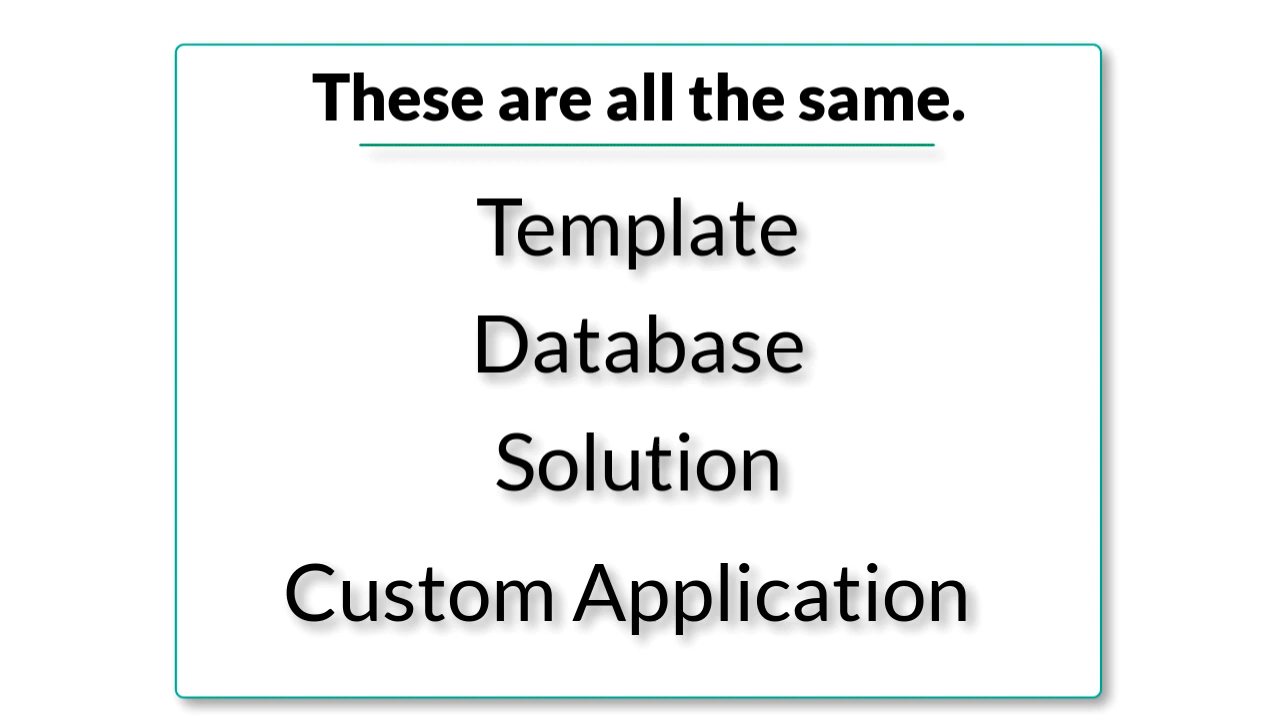 These are all the same.
Template
Database
Solution
Custom Application